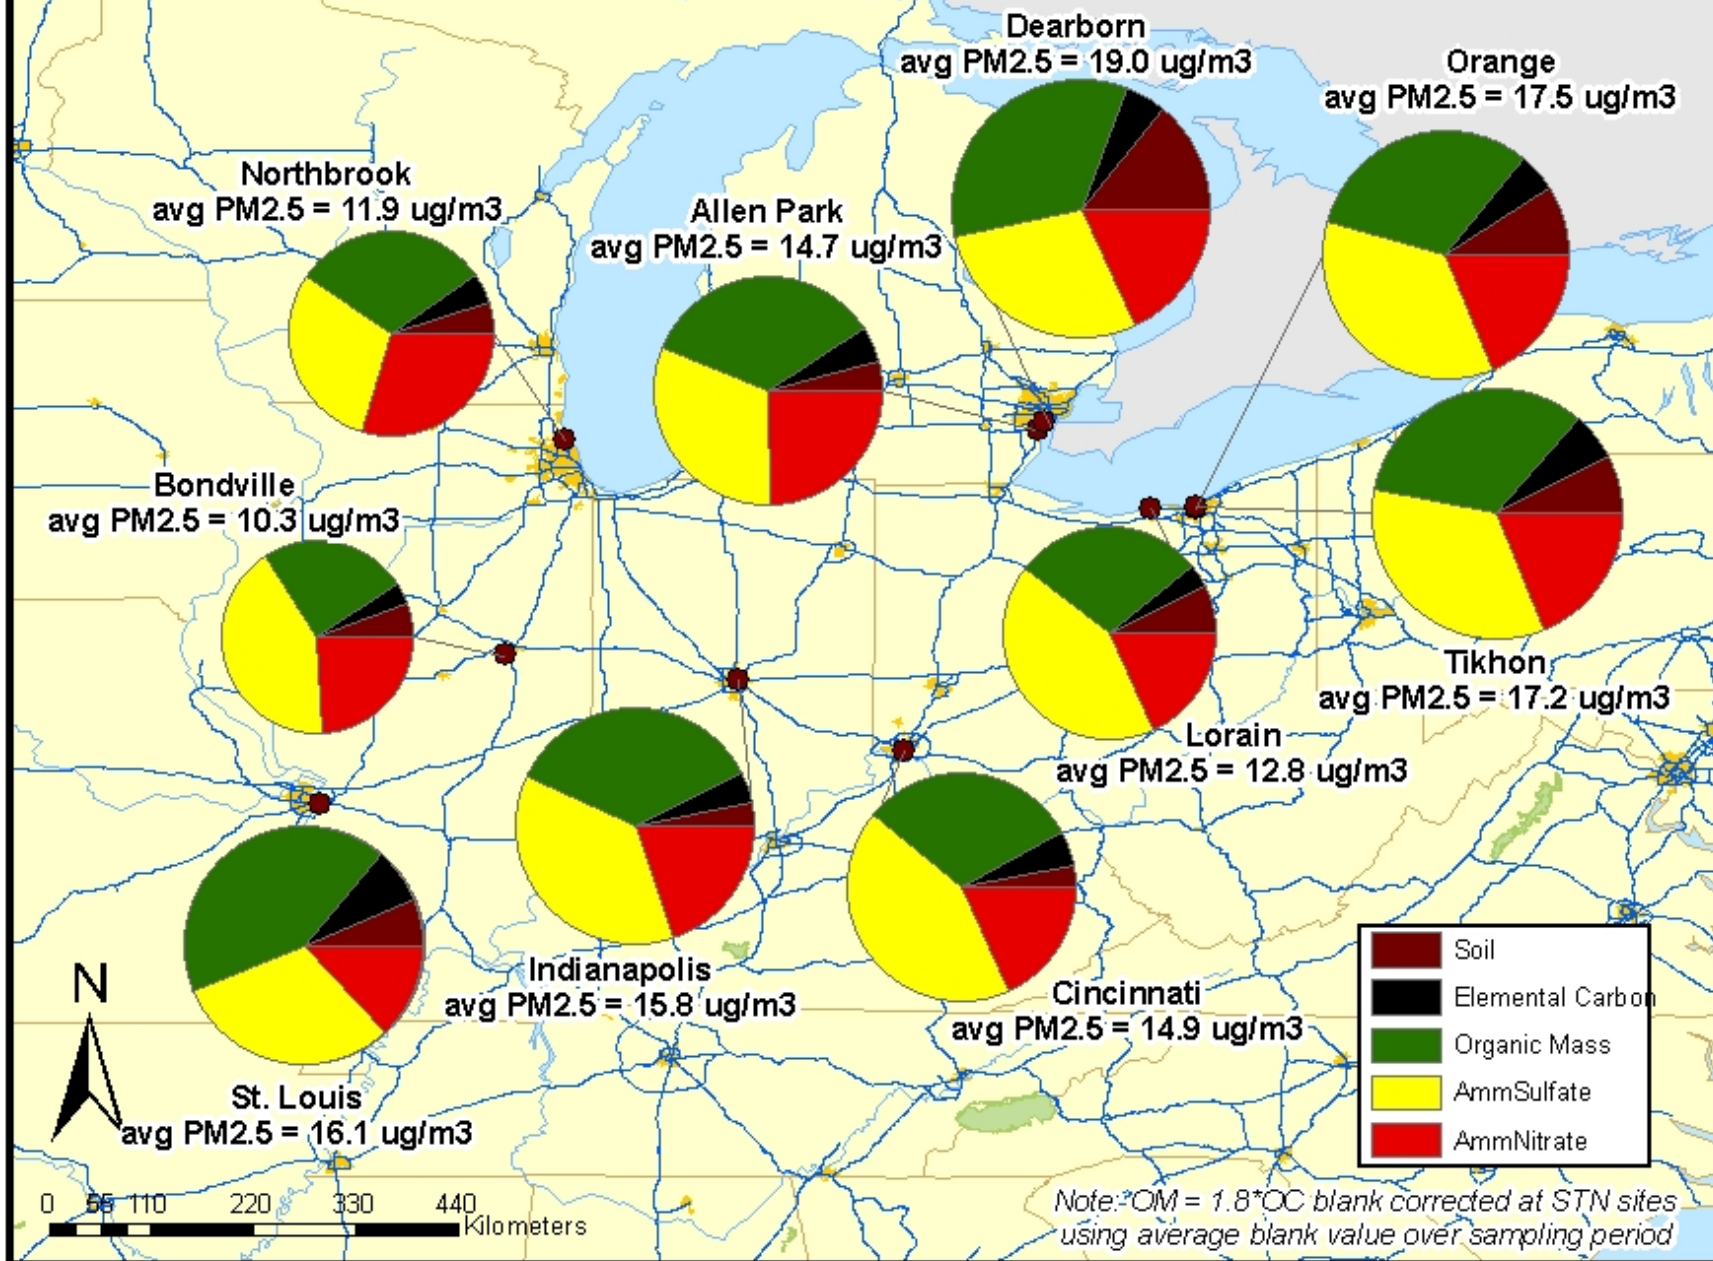 Dearborn
avg PM2.5 = 19.0 ug/m3
Orange
avg PM2.5 = 17.5 ug/m3
Northbrook
avg PM2.5 = 11.9 ug/m3
Allen Park
avg PM2.5 = 14.7 ug/m3
Bondville
avg PM2.5 = 10.3 ug/m3
Tikhon
avg PM2.5 = 17.2 ug/m3
Lorain
avg PM2.5 = 12.8 ug/m3
Indianapolis
avg PM2.5 = 15.8 ug/m3
Cincinnati
avg PM2.5 = 14.9 ug/m3
St. Louis
avg PM2.5 = 16.1 ug/m3
Soil
Elemental Carbon
Organic Mass
AmmSulfate
AmmNitrate
N
0 55 110 220 330 440
Kilometers
Note: OM = 1.8*OC blank corrected at STN sites
using average blank value over sampling period